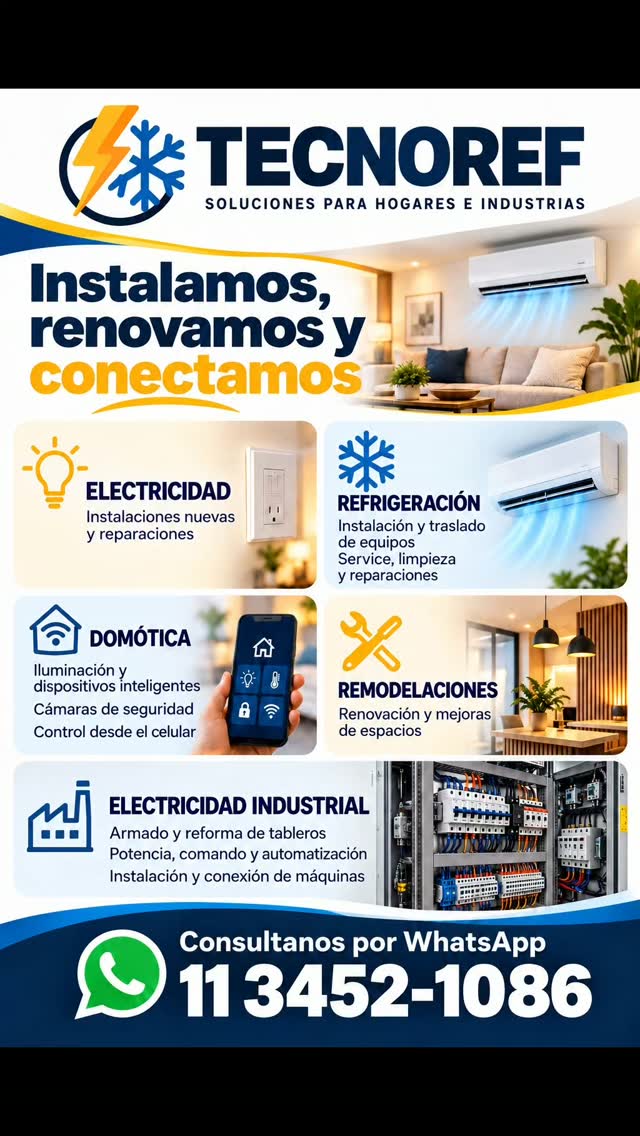 TECNOREF
SOLUCIONES PARA HOGARES E INDUSTRIAS
Instalamos,
renovamos y
conectamos
ELECTRICIDAD
Instalaciones nuevas
y reparaciones
REFRIGERACIÓN
Instalación y traslado
de equipos
Service, limpieza
y reparaciones
DOMÓTICA
Iluminación y
dispositivos inteligentes
Cámaras de seguridad
Control desde el celular
REMODELACIONES
Renovación y mejoras
de espacios
ELECTRICIDAD INDUSTRIAL
Armado y reforma de tableros
Potencia, comando y automatización
Instalación y conexión de máquinas
Consultanos por WhatsApp
11 3452-1086